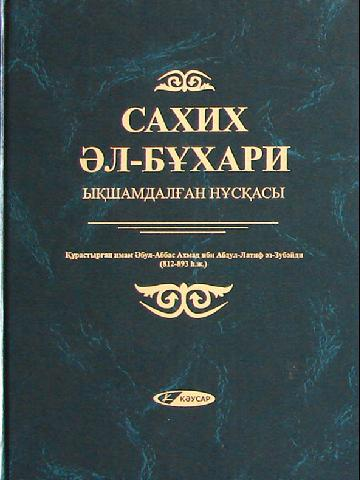 САХИХ
ӘЛ-БҰХАРИ
ЫҚШАМДАЛҒАН НҰСҚАСЫ
Құрастырған имам Әбул-Аббас Ахмад ибн Абдул-Латиф аз-Зубайди
(812-893 һ.ж.)
КӘУСАР